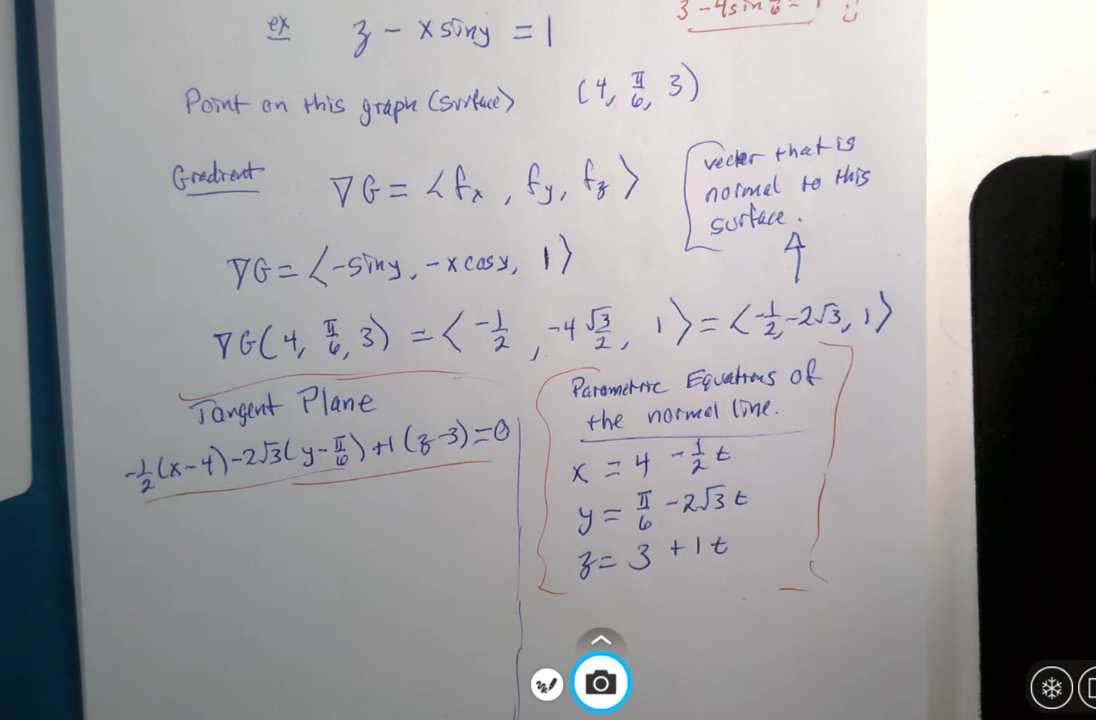 3 - 4 sin π/6 = 1
ex z - x sin y = 1
Point on this graph (surface) (4, π/6, 3)
Gradient ∇G = <fx, fy, fz>
vector that is
normal to this
surface.
∇G = <-sin y, -x cos y, 1>
∇G(4, π/6, 3) = <-1/2, -4 √3/2, 1> = <-1/2, -2√3, 1>
Tangent Plane
-1/2(x-4) - 2√3(y-π/6) + 1(z-3) = 0
Parametric Equations of
the normal line.
x = 4 - 1/2 t
y = π/6 - 2√3 t
z = 3 + 1t